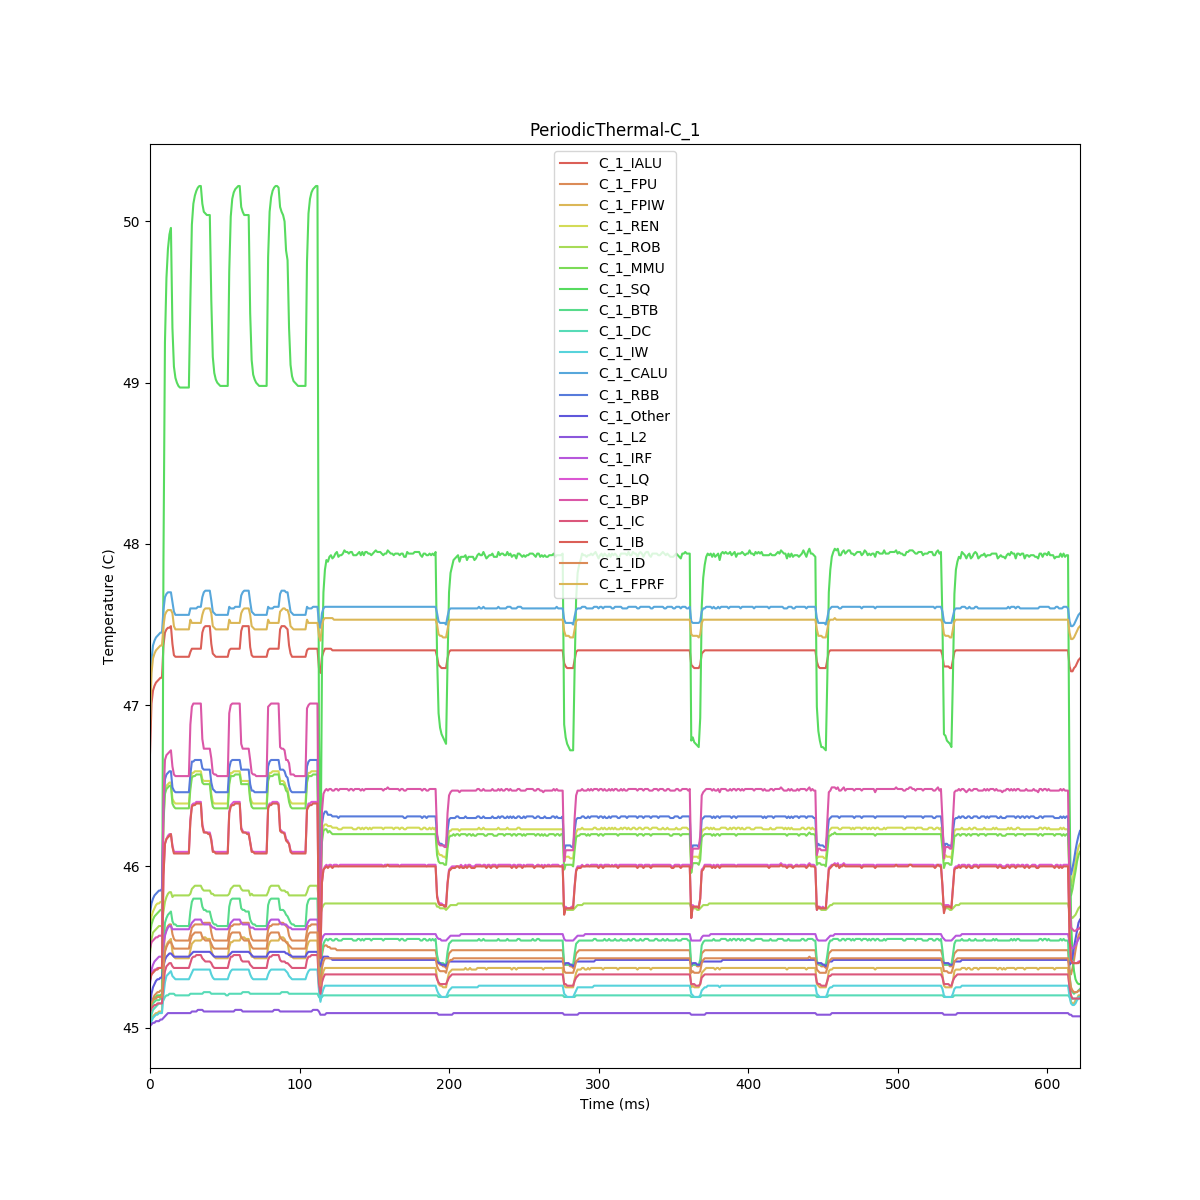 PeriodicThermal-C_1
C_1_IALU
C_1_FPU
C_1_FPIW
C_1_REN
C_1_ROB
C_1_MMU
C_1_SQ
C_1_BTB
C_1_DC
C_1_IW
C_1_CALU
C_1_RBB
C_1_Other
C_1_L2
C_1_IRF
C_1_LQ
C_1_BP
C_1_IC
C_1_IB
C_1_ID
C_1_FPRF
Temperature (C)
50
49
48
47
46
45
0 100 200 300 400 500 600
Time (ms)